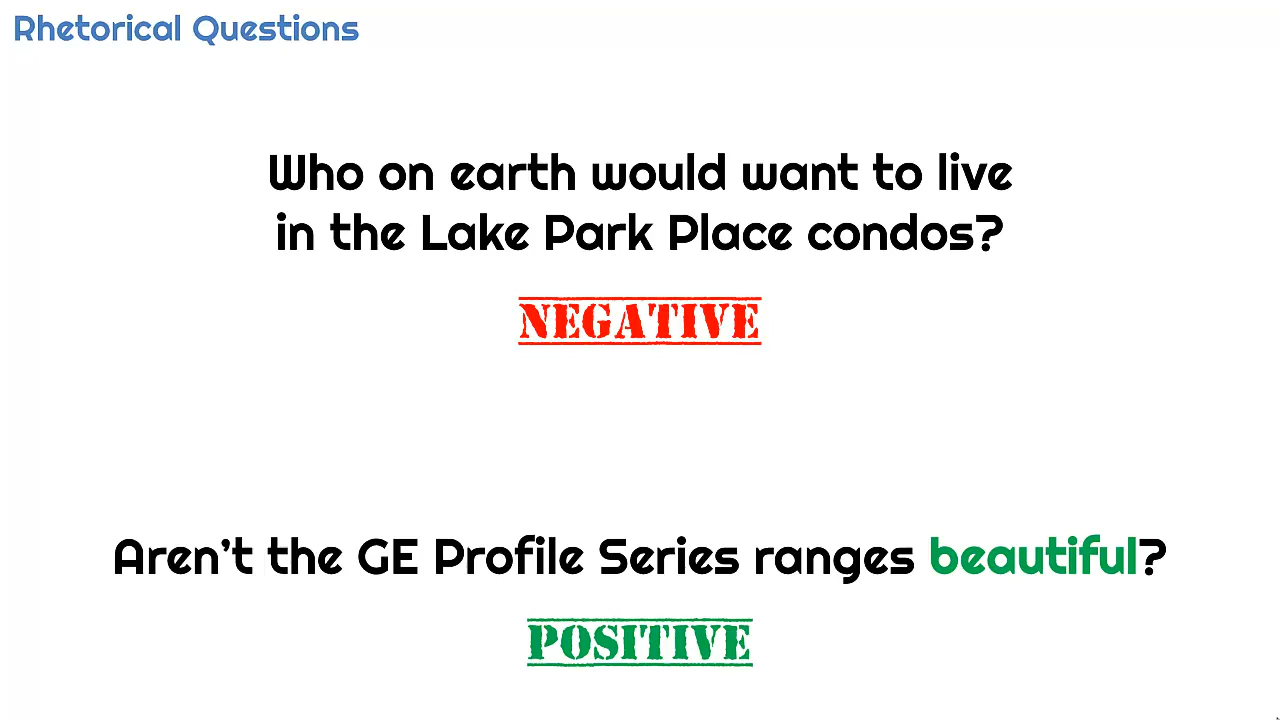 Rhetorical Questions
Who on earth would want to live
in the Lake Park Place condos?
NEGATIVE
Aren’t the GE Profile Series ranges beautiful?
POSITIVE